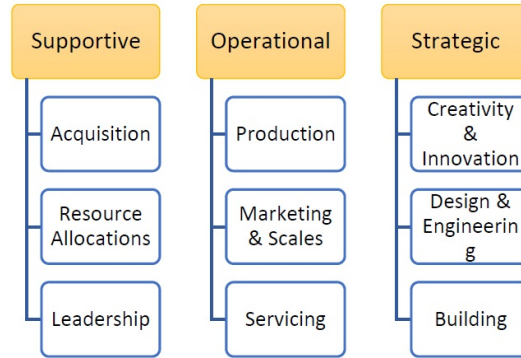 Supportive
Acquisition
Resource
Allocations
Leadership
Operational
Production
Marketing
& Scales
Servicing
Strategic
Creativity
&
Innovation
Design &
Engineerin
g
Building